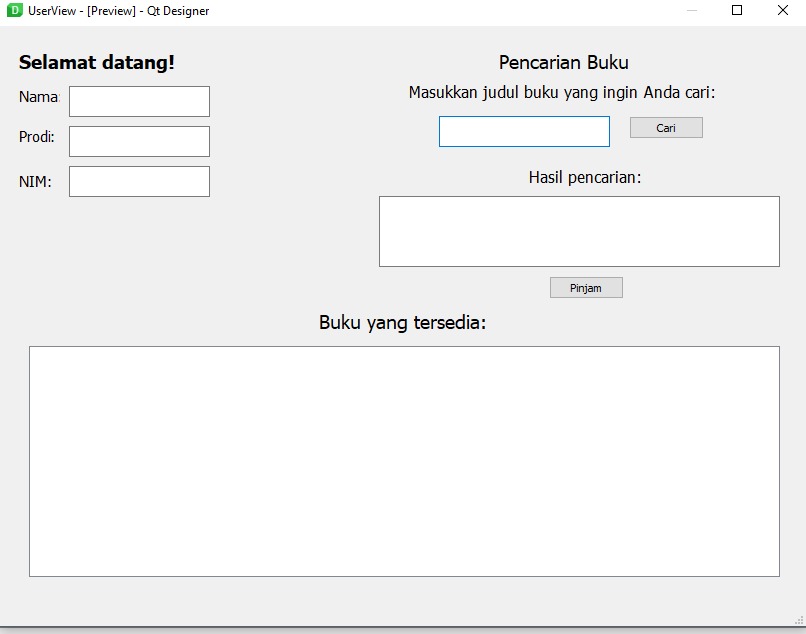 UserView - [Preview] - Qt Designer
Selamat datang!
Nama:
Prodi:
NIM:
Pencarian Buku
Masukkan judul buku yang ingin Anda cari:
Cari
Hasil pencarian:
Pinjam
Buku yang tersedia: